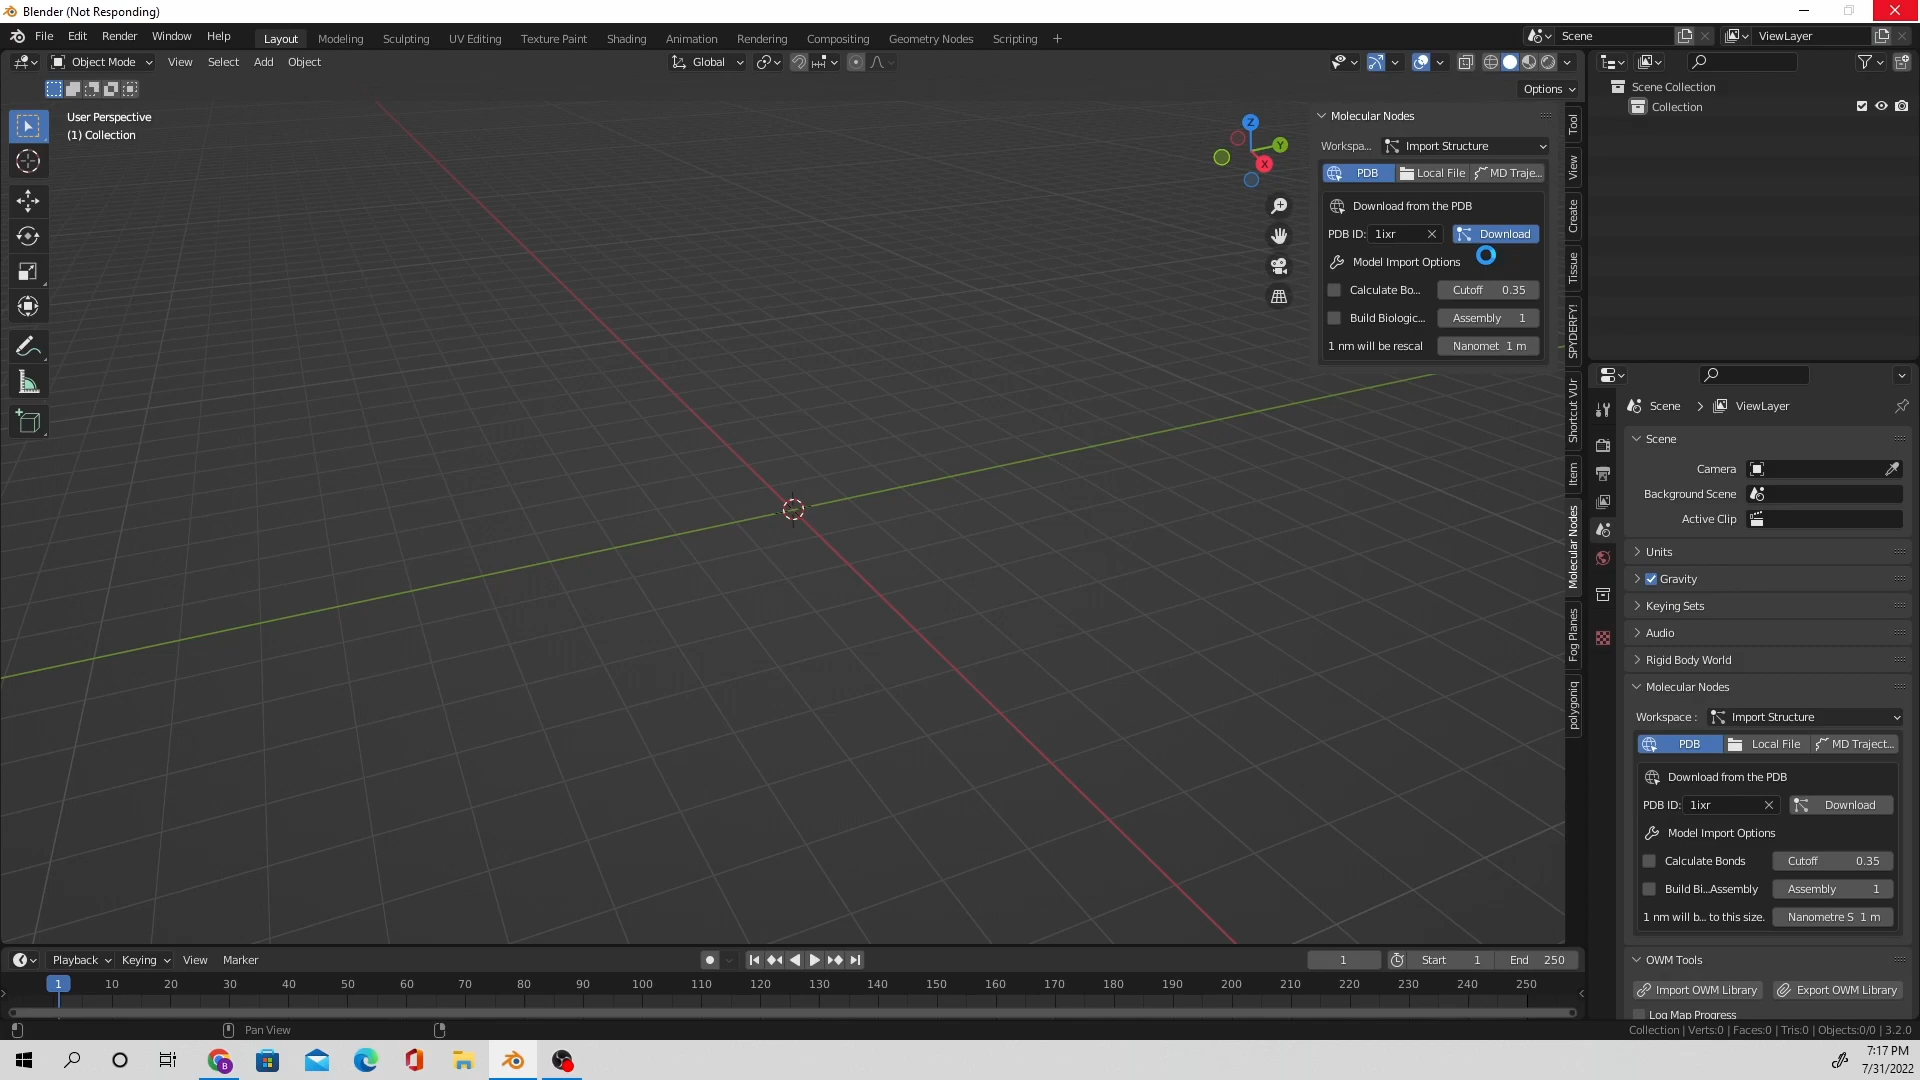 Blender (Not Responding)
File Edit Render Window Help Layout Modeling Sculpting UV Editing Texture Paint Shading Animation Rendering Compositing Geometry Nodes Scripting + Scene ViewLayer
Object Mode View Select Add Object Global
Options
User Perspective
(1) Collection
Z
Y
X
Molecular Nodes
Workspa... Import Structure
PDB Local File MD Traje...
Download from the PDB
PDB ID: 1ixr Download
Model Import Options
Calculate Bo... Cutoff 0.35
Build Biologic... Assembly 1
1 nm will be rescal Nanomet 1 m
Tool
View
Create
Tissue
SPYDERFY!
Shortcut VUr
Item
Molecular Nodes
Fog Planes
polygoniq
Scene Collection
Collection
Scene > ViewLayer
Scene
Camera
Background Scene
Active Clip
Units
Gravity
Keying Sets
Audio
Rigid Body World
Molecular Nodes
Workspace : Import Structure
PDB Local File MD Traject...
Download from the PDB
PDB ID: 1ixr Download
Model Import Options
Calculate Bonds Cutoff 0.35
Build Bi...Assembly Assembly 1
1 nm will b... to this size. Nanometre S 1 m
OWM Tools
Import OWM Library Export OWM Library
Log Map Progress
Playback Keying View Marker 1 Start 1 End 250
1 10 20 30 40 50 60 70 80 90 100 110 120 130 140 150 160 170 180 190 200 210 220 230 240 250
Pan View
Collection | Verts:0 | Faces:0 | Tris:0 | Objects:0/0 | 3.2.0
7:17 PM
7/31/2022